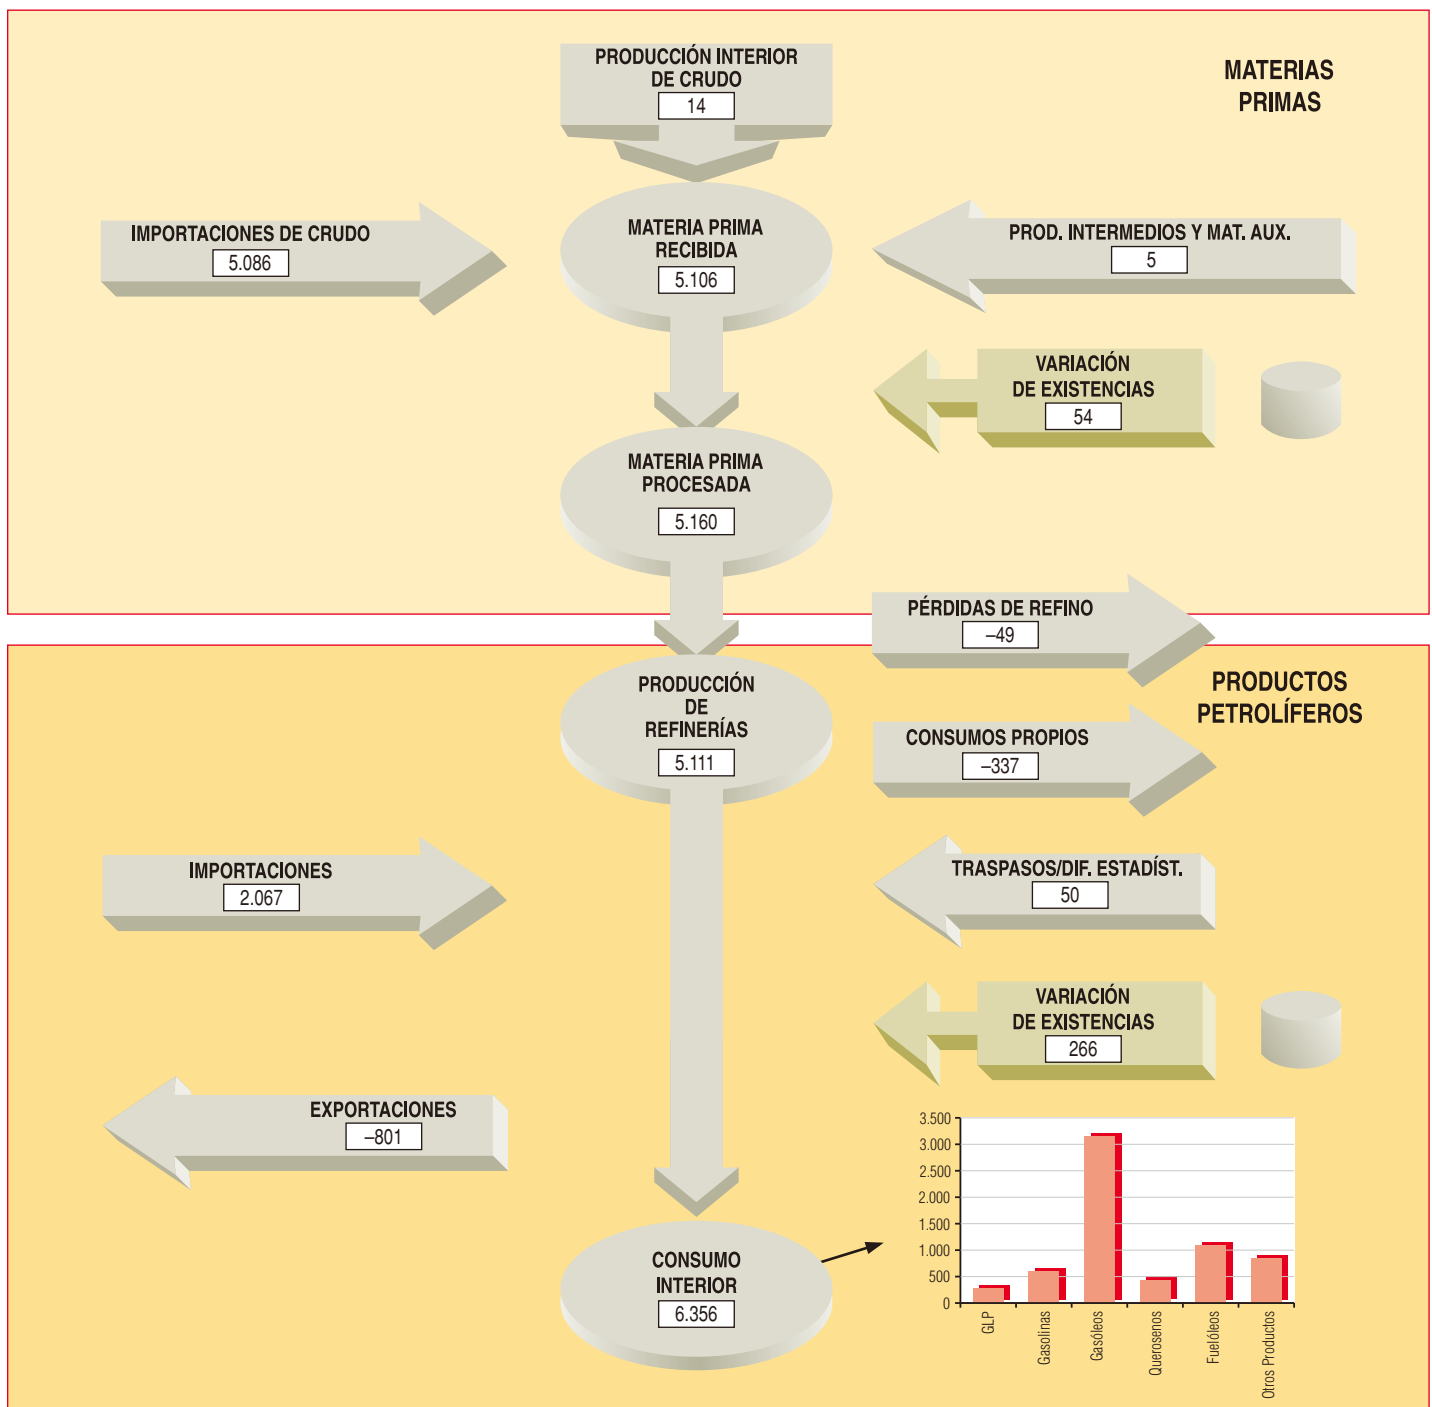 PRODUCCIÓN INTERIOR
DE CRUDO
14
MATERIAS
PRIMAS
IMPORTACIONES DE CRUDO
5.086
MATERIA PRIMA
RECIBIDA
5.106
PROD. INTERMEDIOS Y MAT. AUX.
5
VARIACIÓN
DE EXISTENCIAS
54
MATERIA PRIMA
PROCESADA
5.160
PÉRDIDAS DE REFINO
–49
PRODUCTOS
PETROLÍFEROS
PRODUCCIÓN
DE
REFINERÍAS
5.111
CONSUMOS PROPIOS
–337
IMPORTACIONES
2.067
TRASPASOS/DIF. ESTADÍST.
50
VARIACIÓN
DE EXISTENCIAS
266
EXPORTACIONES
–801
CONSUMO
INTERIOR
6.356
3.500
3.000
2.500
2.000
1.500
1.000
500
0
GLP
Gasolinas
Gasóleos
Querosenos
Fuelóleos
Otros Productos